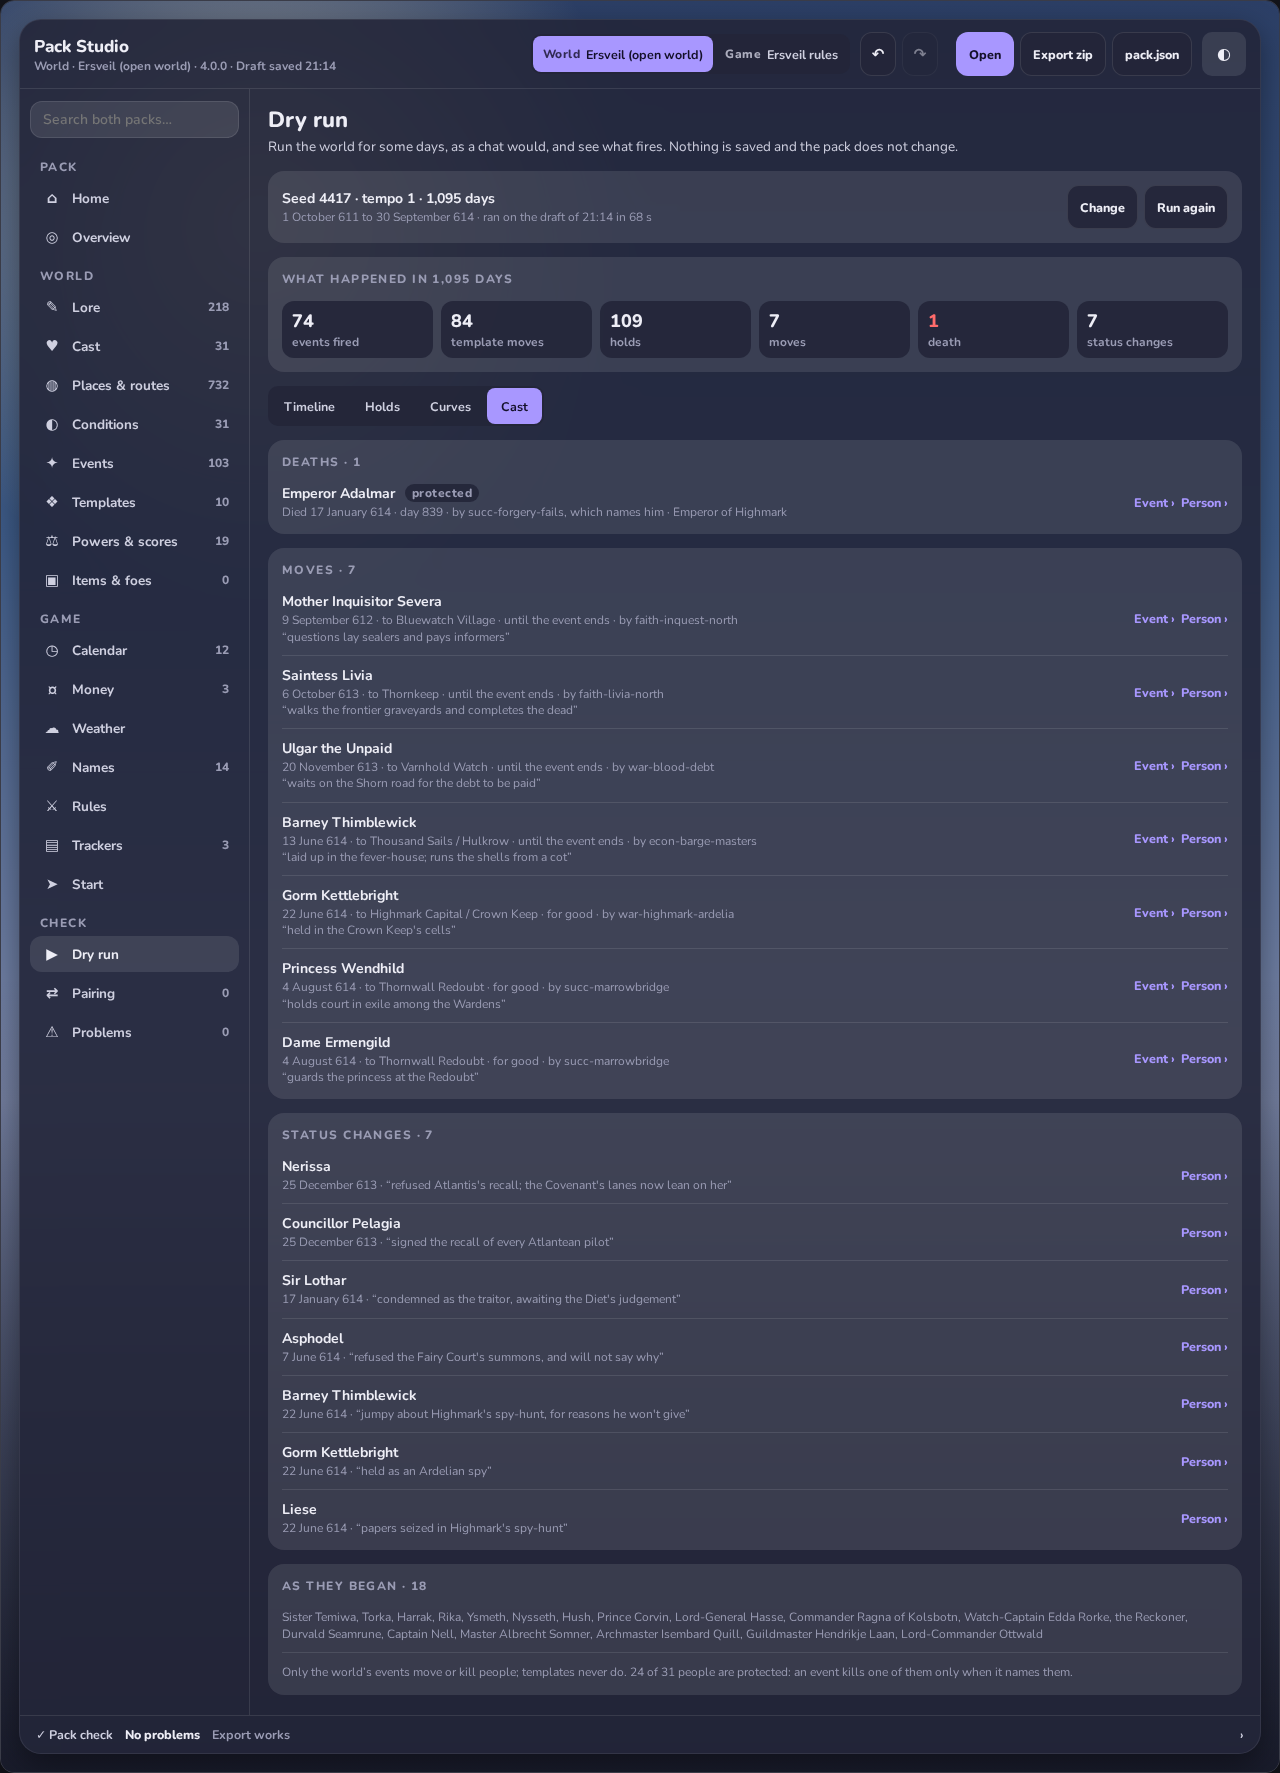 Pack Studio
World · Ersveil (open world) · 4.0.0 · Draft saved 21:14
World Ersveil (open world)
Game Ersveil rules
Open
Export zip
pack.json
Search both packs...
PACK
Home
Overview
WORLD
Lore 218
Cast 31
Places & routes 732
Conditions 31
Events 103
Templates 10
Powers & scores 19
Items & foes 0
GAME
Calendar 12
Money 3
Weather
Names 14
Rules
Trackers 3
Start
CHECK
Dry run
Pairing 0
Problems 0
Dry run
Run the world for some days, as a chat would, and see what fires. Nothing is saved and the pack does not change.
Seed 4417 · tempo 1 · 1,095 days
1 October 611 to 30 September 614 · ran on the draft of 21:14 in 68 s
Change
Run again
WHAT HAPPENED IN 1,095 DAYS
74
events fired
84
template moves
109
holds
7
moves
1
death
7
status changes
Timeline
Holds
Curves
Cast
DEATHS · 1
Emperor Adalmar protected
Died 17 January 614 · day 839 · by succ-forgery-fails, which names him · Emperor of Highmark
Event › Person ›
MOVES · 7
Mother Inquisitor Severa
9 September 612 · to Bluewatch Village · until the event ends · by faith-inquest-north
“questions lay sealers and pays informers”
Event › Person ›
Saintess Livia
6 October 613 · to Thornkeep · until the event ends · by faith-livia-north
“walks the frontier graveyards and completes the dead”
Event › Person ›
Ulgar the Unpaid
20 November 613 · to Varnhold Watch · until the event ends · by war-blood-debt
“waits on the Shorn road for the debt to be paid”
Event › Person ›
Barney Thimblewick
13 June 614 · to Thousand Sails / Hulkrow · until the event ends · by econ-barge-masters
“laid up in the fever-house; runs the shells from a cot”
Event › Person ›
Gorm Kettlebright
22 June 614 · to Highmark Capital / Crown Keep · for good · by war-highmark-ardelia
“held in the Crown Keep's cells”
Event › Person ›
Princess Wendhild
4 August 614 · to Thornwall Redoubt · for good · by succ-marrowbridge
“holds court in exile among the Wardens”
Event › Person ›
Dame Ermengild
4 August 614 · to Thornwall Redoubt · for good · by succ-marrowbridge
“guards the princess at the Redoubt”
Event › Person ›
STATUS CHANGES · 7
Nerissa
25 December 613 · “refused Atlantis's recall; the Covenant's lanes now lean on her”
Person ›
Councillor Pelagia
25 December 613 · “signed the recall of every Atlantean pilot”
Person ›
Sir Lothar
17 January 614 · “condemned as the traitor, awaiting the Diet's judgement”
Person ›
Asphodel
7 June 614 · “refused the Fairy Court's summons, and will not say why”
Person ›
Barney Thimblewick
22 June 614 · “jumpy about Highmark's spy-hunt, for reasons he won't give”
Person ›
Gorm Kettlebright
22 June 614 · “held as an Ardelian spy”
Person ›
Liese
22 June 614 · “papers seized in Highmark's spy-hunt”
Person ›
AS THEY BEGAN · 18
Sister Temiwa, Torka, Harrak, Rika, Ysmeth, Nysseth, Hush, Prince Corvin, Lord-General Hasse, Commander Ragna of Kolsbotn, Watch-Captain Edda Rorke, the Reckoner,
Durvald Seamrune, Captain Nell, Master Albrecht Somner, Archmaster Isembard Quill, Guildmaster Hendrikje Laan, Lord-Commander Ottwald
Only the world's events move or kill people; templates never do. 24 of 31 people are protected: an event kills one of them only when it names them.
✓ Pack check No problems Export works ›